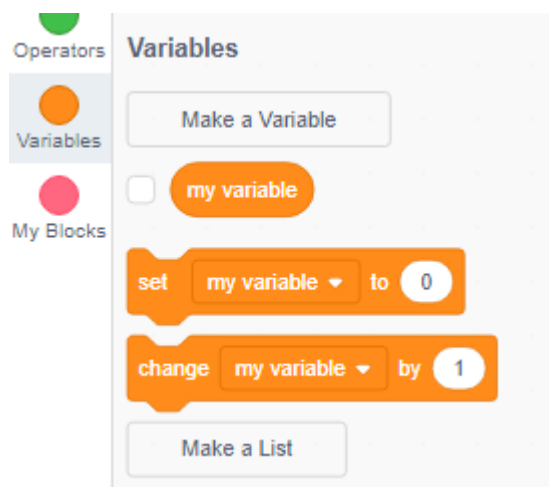 Operators
Variables
My Blocks
Variables
Make a Variable
my variable
set my variable to 0
change my variable by 1
Make a List